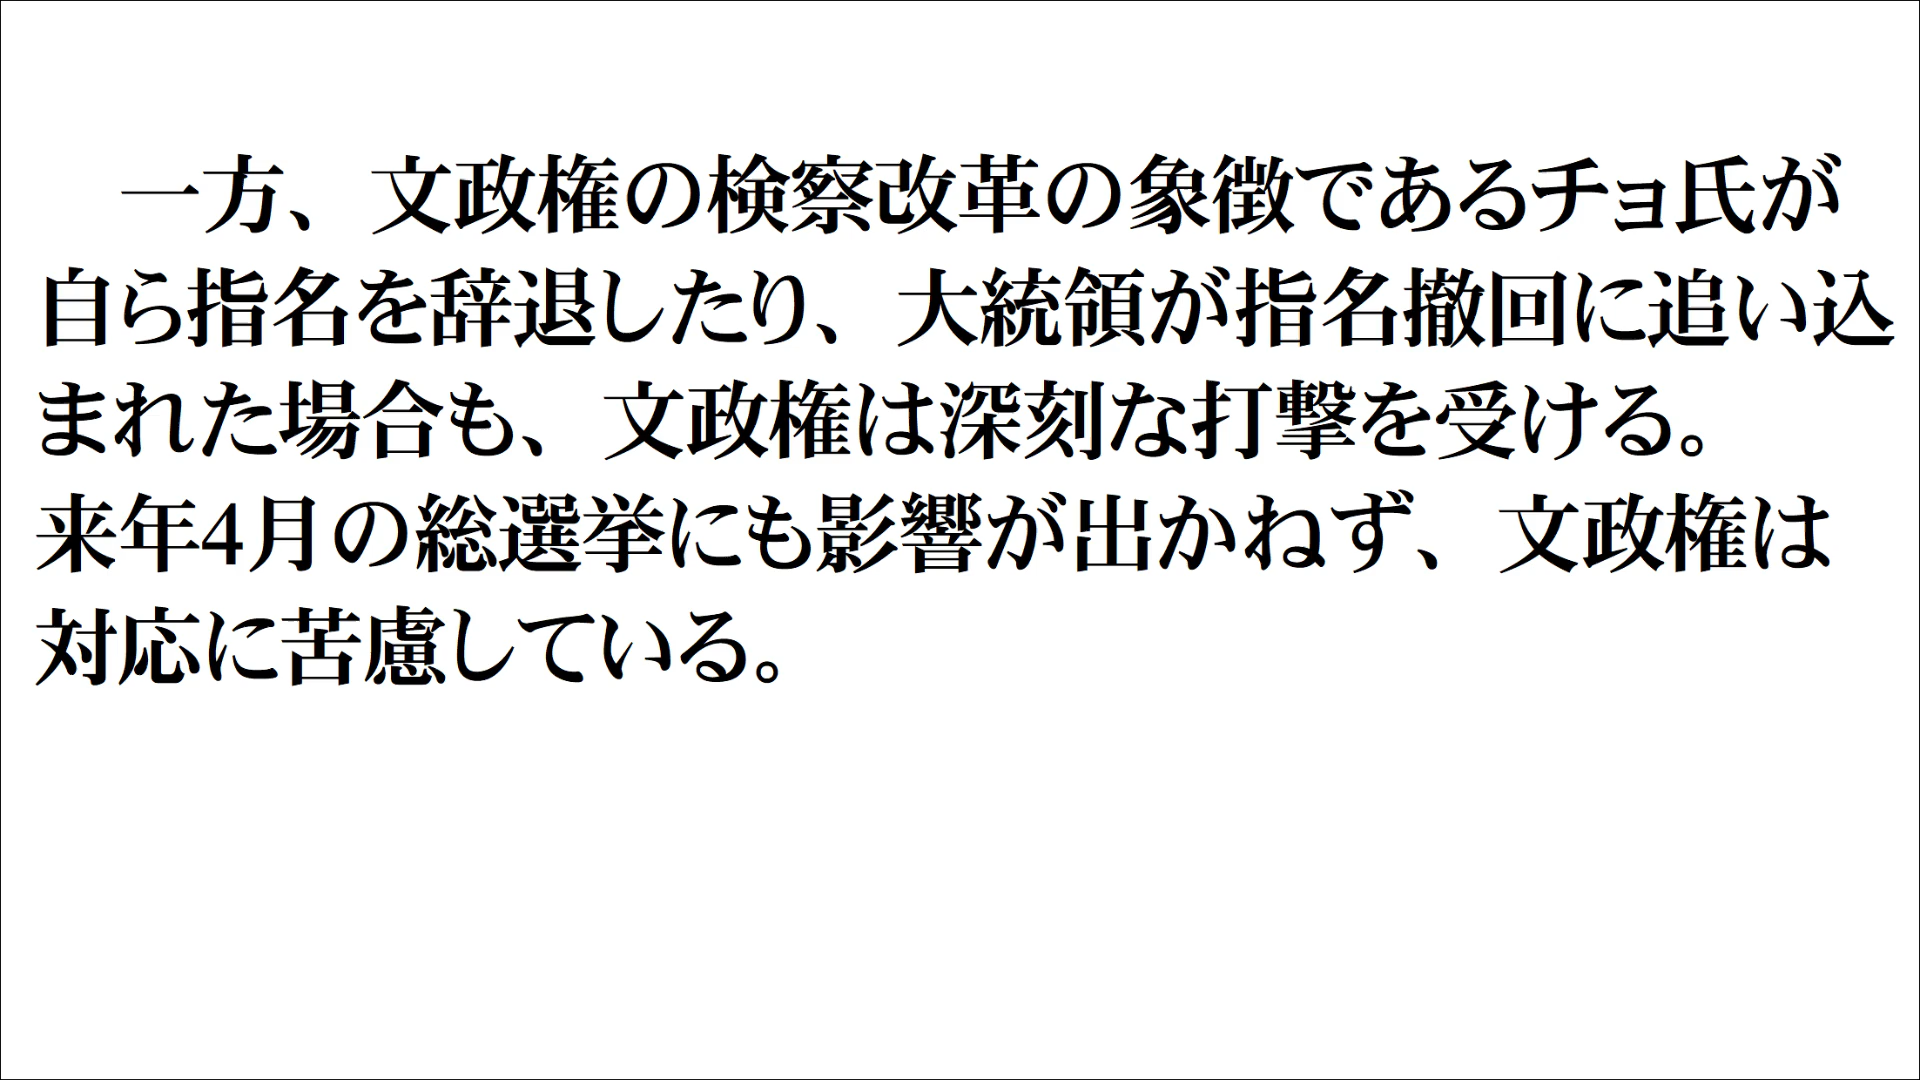 一方、文政権の検察改革の象徴であるチョ氏が
自ら指名を辞退したり、大統領が指名撤回に追い込
まれた場合も、文政権は深刻な打撃を受ける。
来年4月の総選挙にも影響が出かねず、文政権は
対応に苦慮している。